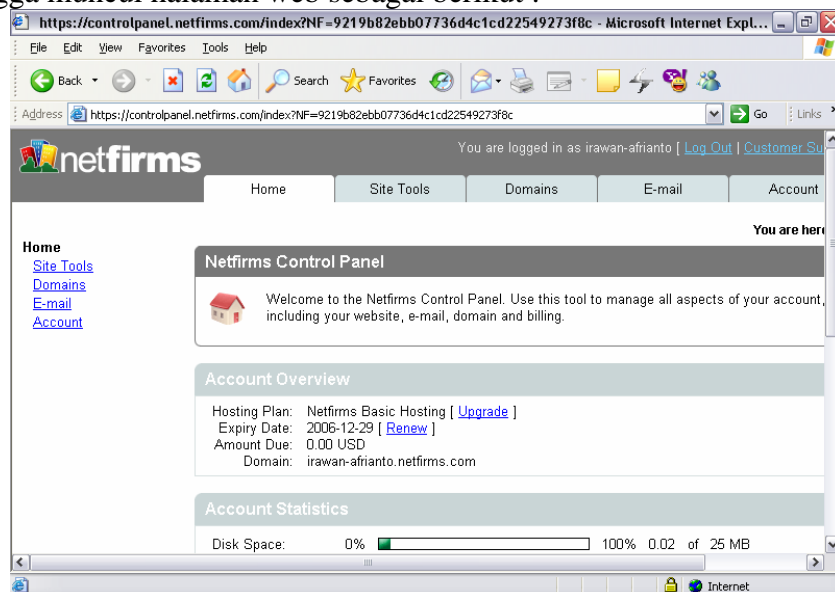 muncul halaman web sebagai berikut :
https://controlpanel.netfirms.com/index?NF=9219b82ebb07736d4c1cd22549273f8c - Microsoft Internet Expl...
File Edit View Favorites Tools Help
Back Search Favorites
Address https://controlpanel.netfirms.com/index?NF=9219b82ebb07736d4c1cd22549273f8c Go Links
netfirms
You are logged in as irawan-afrianto [ Log Out | Customer Su
Home Site Tools Domains E-mail Account
You are here
Home
Site Tools
Domains
E-mail
Account
Netfirms Control Panel
Welcome to the Netfirms Control Panel. Use this tool to manage all aspects of your account,
including your website, e-mail, domain and billing.
Account Overview
Hosting Plan: Netfirms Basic Hosting [ Upgrade ]
Expiry Date: 2006-12-29 [ Renew ]
Amount Due: 0.00 USD
Domain: irawan-afrianto.netfirms.com
Account Statistics
Disk Space: 0% 100% 0.02 of 25 MB
Internet